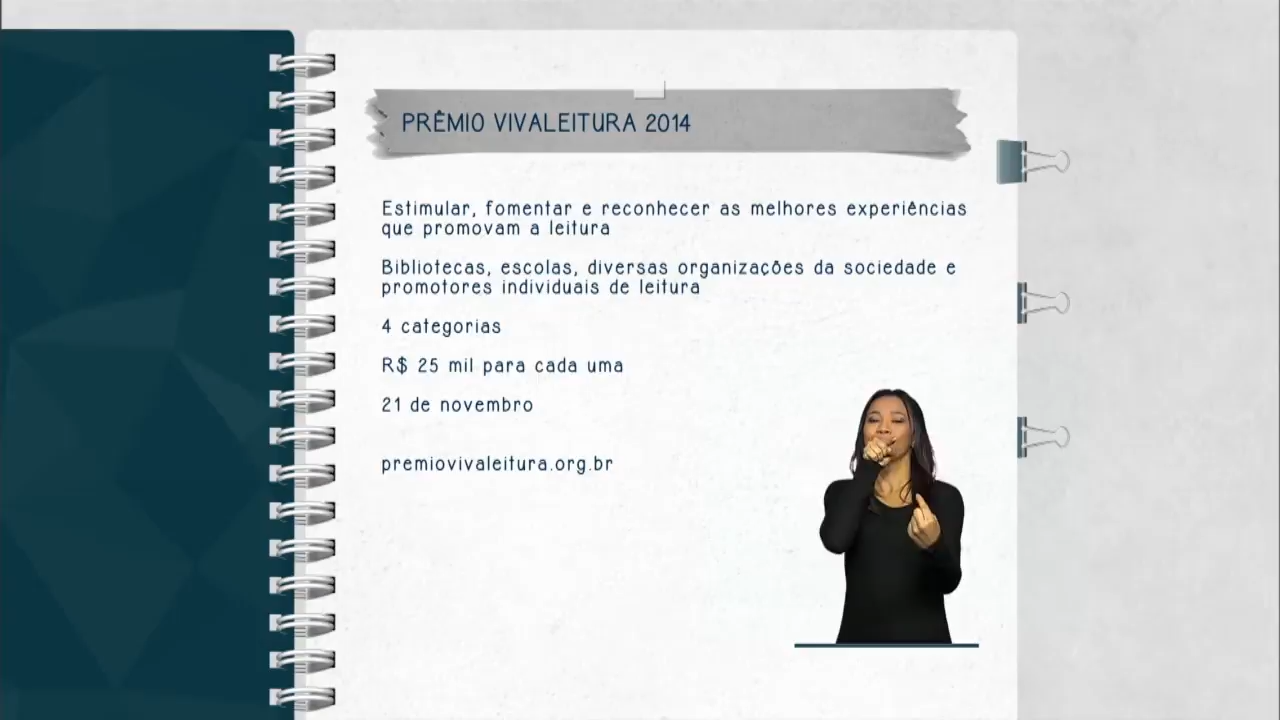 PRÊMIO VIVALEITURA 2014
Estimular, fomentar e reconhecer as melhores experiências
que promovam a leitura
Bibliotecas, escolas, diversas organizações da sociedade e
promotores individuais de leitura
4 categorias
R$ 25 mil para cada uma
21 de novembro
premiovivaleitura.org.br